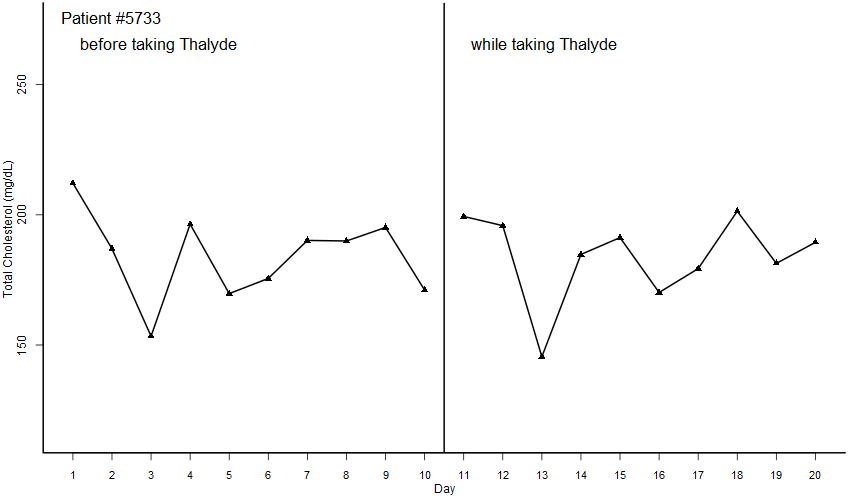 Patient #5733
before taking Thalyde
while taking Thalyde
Total Cholesterol (mg/dL)
250
200
150
1 2 3 4 5 6 7 8 9 10 11 12 13 14 15 16 17 18 19 20
Day